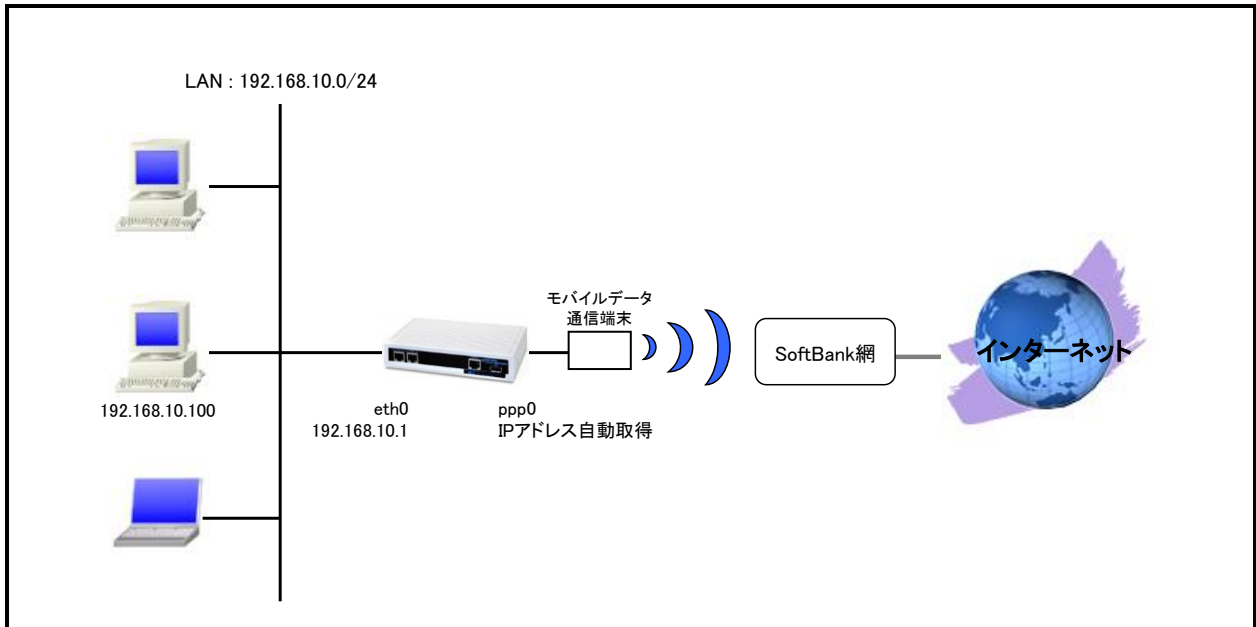 LAN : 192.168.10.0/24
モバイルデータ
通信端末
SoftBank網
インターネット
192.168.10.100
eth0
192.168.10.1
ppp0
IPアドレス自動取得